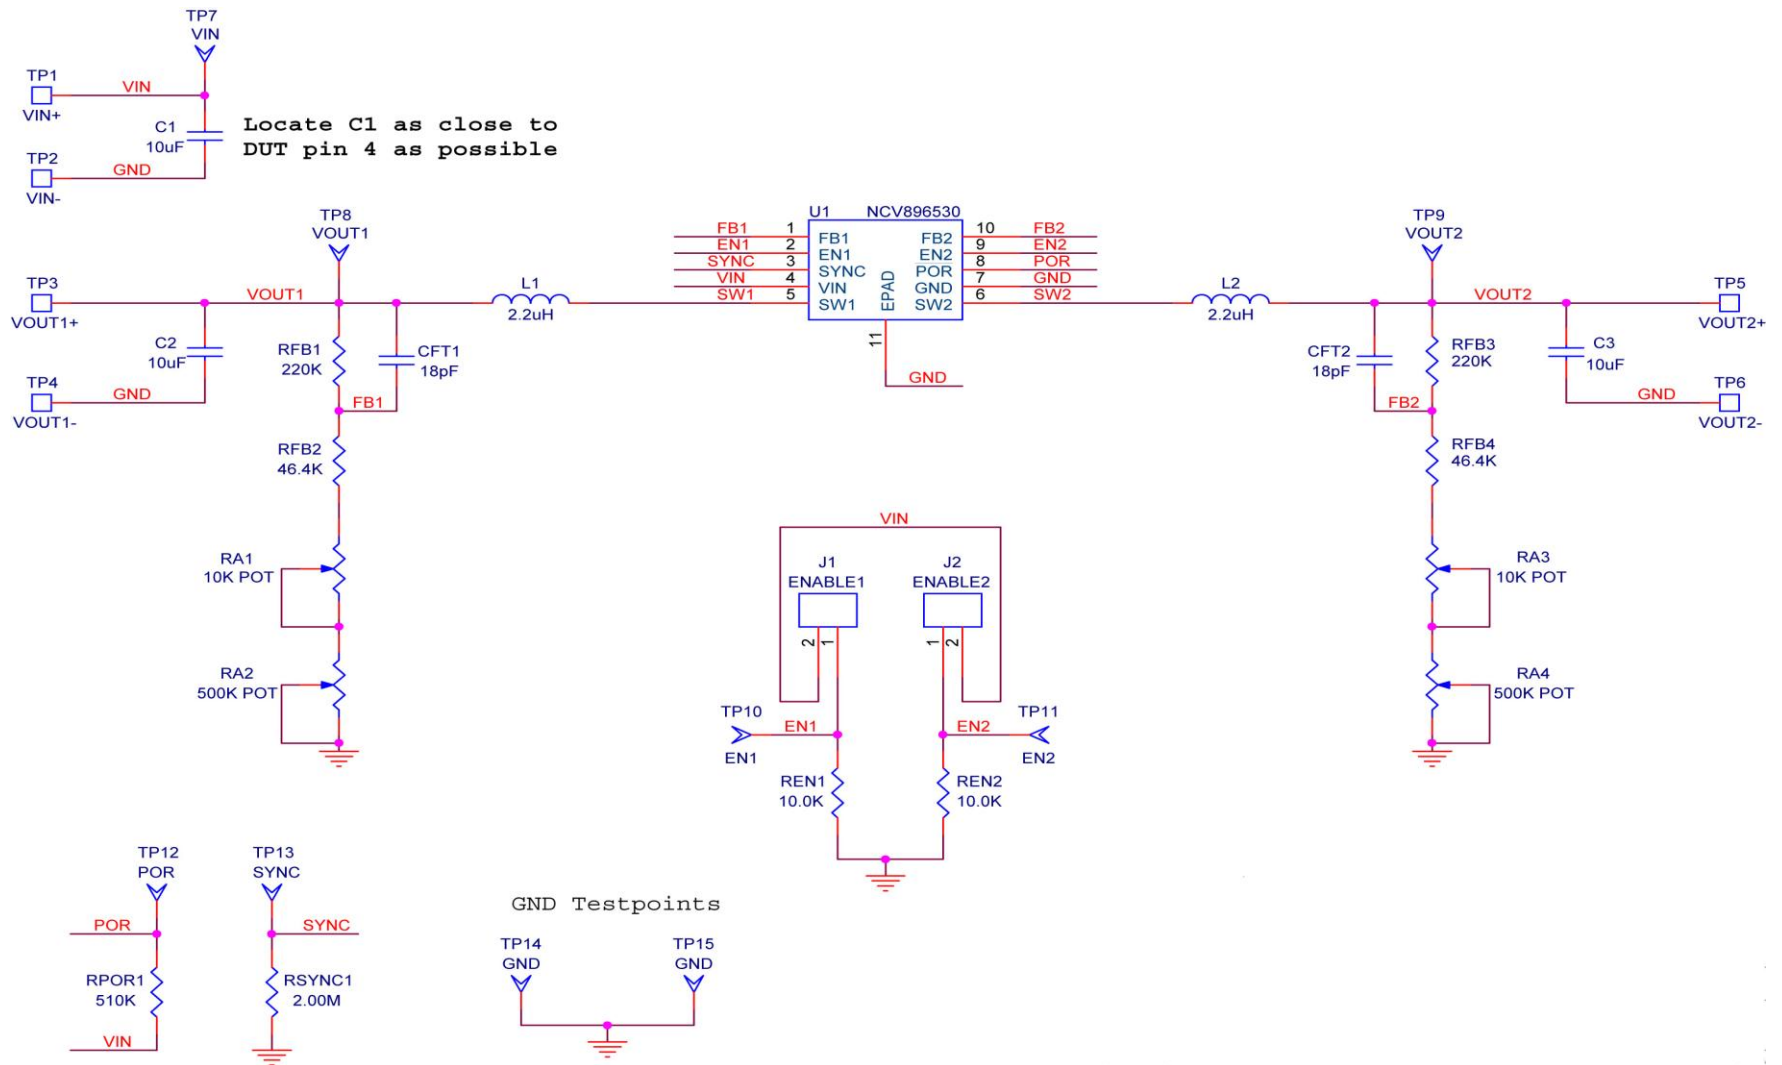 TP7
VIN
TP1
VIN
VIN+
C1
10uF
Locate C1 as close to
DUT pin 4 as possible
TP2
GND
VIN-
TP8
VOUT1
TP3
VOUT1
VOUT1+
C2
10uF
TP4
GND
VOUT1-
RFB1
220K
CFT1
18pF
FB1
RFB2
46.4K
RA1
10K POT
RA2
500K POT
L1
2.2uH
U1
NCV896530
FB1 1 FB1 FB2 10 FB2
EN1 2 EN1 EN2 9 EN2
SYNC 3 SYNC POR 8 POR
VIN 4 VIN GND 7 GND
SW1 5 SW1 SW2 6 SW2
EPAD
11
GND
L2
2.2uH
TP9
VOUT2
VOUT2
TP5
VOUT2+
CFT2
18pF
RFB3
220K
C3
10uF
FB2
GND
TP6
VOUT2-
RFB4
46.4K
RA3
10K POT
RA4
500K POT
VIN
J1
ENABLE1
2
1
J2
ENABLE2
1
2
TP10
EN1
EN1
EN2
TP11
EN2
REN1
10.0K
REN2
10.0K
TP12
POR
POR
RPOR1
510K
VIN
TP13
SYNC
SYNC
RSYNC1
2.00M
GND Testpoints
TP14
GND
TP15
GND